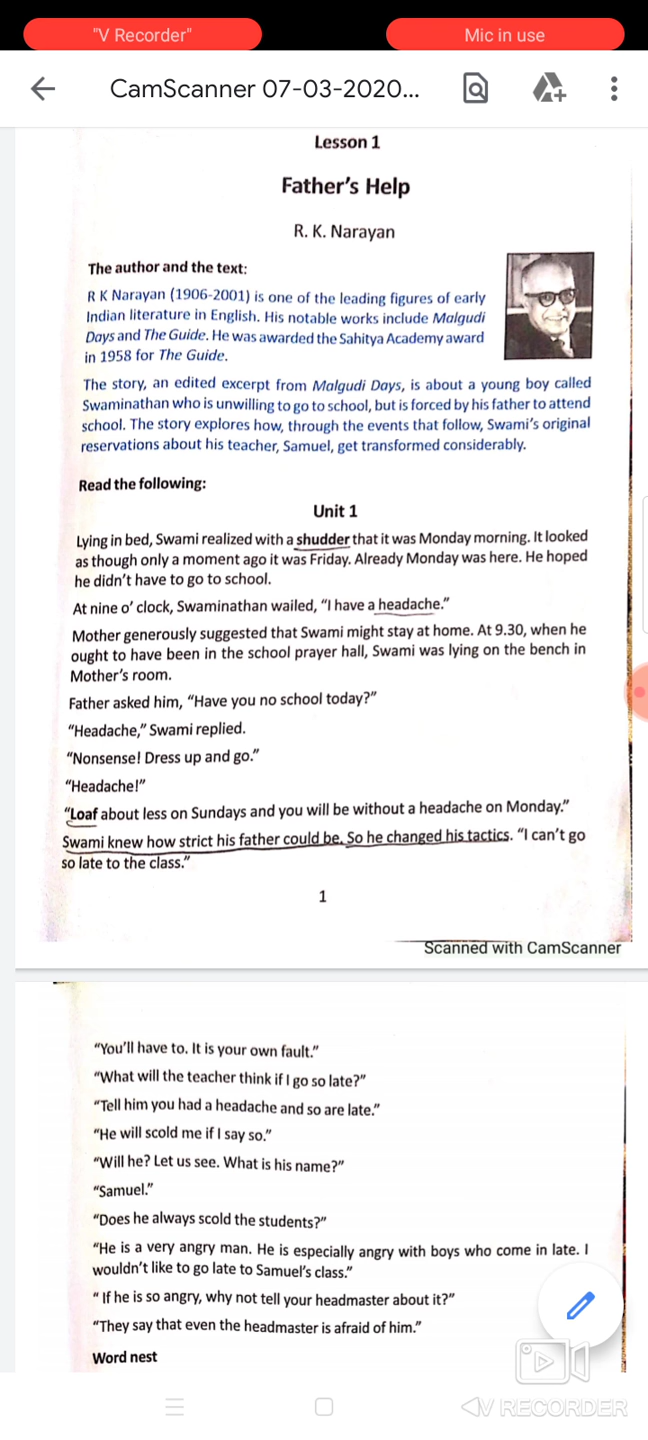 "V Recorder"
Mic in use
CamScanner 07-03-2020...
Lesson 1
Father's Help
R. K. Narayan
The author and the text:
R K Narayan (1906-2001) is one of the leading figures of early
Indian literature in English. His notable works include Malgudi
Days and The Guide. He was awarded the Sahitya Academy award
in 1958 for The Guide.
The story, an edited excerpt from Malgudi Days, is about a young boy called
Swaminathan who is unwilling to go to school, but is forced by his father to attend
school. The story explores how, through the events that follow, Swami's original
reservations about his teacher, Samuel, get transformed considerably.
Read the following:
Unit 1
Lying in bed, Swami realized with a shudder that it was Monday morning. It looked
as though only a moment ago it was Friday. Already Monday was here. He hoped
he didn't have to go to school.
At nine o' clock, Swaminathan wailed, "I have a headache."
Mother generously suggested that Swami might stay at home. At 9.30, when he
ought to have been in the school prayer hall, Swami was lying on the bench in
Mother's room.
Father asked him, "Have you no school today?"
"Headache," Swami replied.
"Nonsense! Dress up and go."
"Headache!"
"Loaf about less on Sundays and you will be without a headache on Monday."
Swami knew how strict his father could be. So he changed his tactics. "I can't go
so late to the class."
1
Scanned with CamScanner
"You'll have to. It is your own fault."
"What will the teacher think if I go so late?"
"Tell him you had a headache and so are late."
"He will scold me if I say so."
"Will he? Let us see. What is his name?"
"Samuel."
"Does he always scold the students?"
"He is a very angry man. He is especially angry with boys who come in late. I
wouldn't like to go late to Samuel's class."
" If he is so angry, why not tell your headmaster about it?"
"They say that even the headmaster is afraid of him."
Word nest
V RECORDER